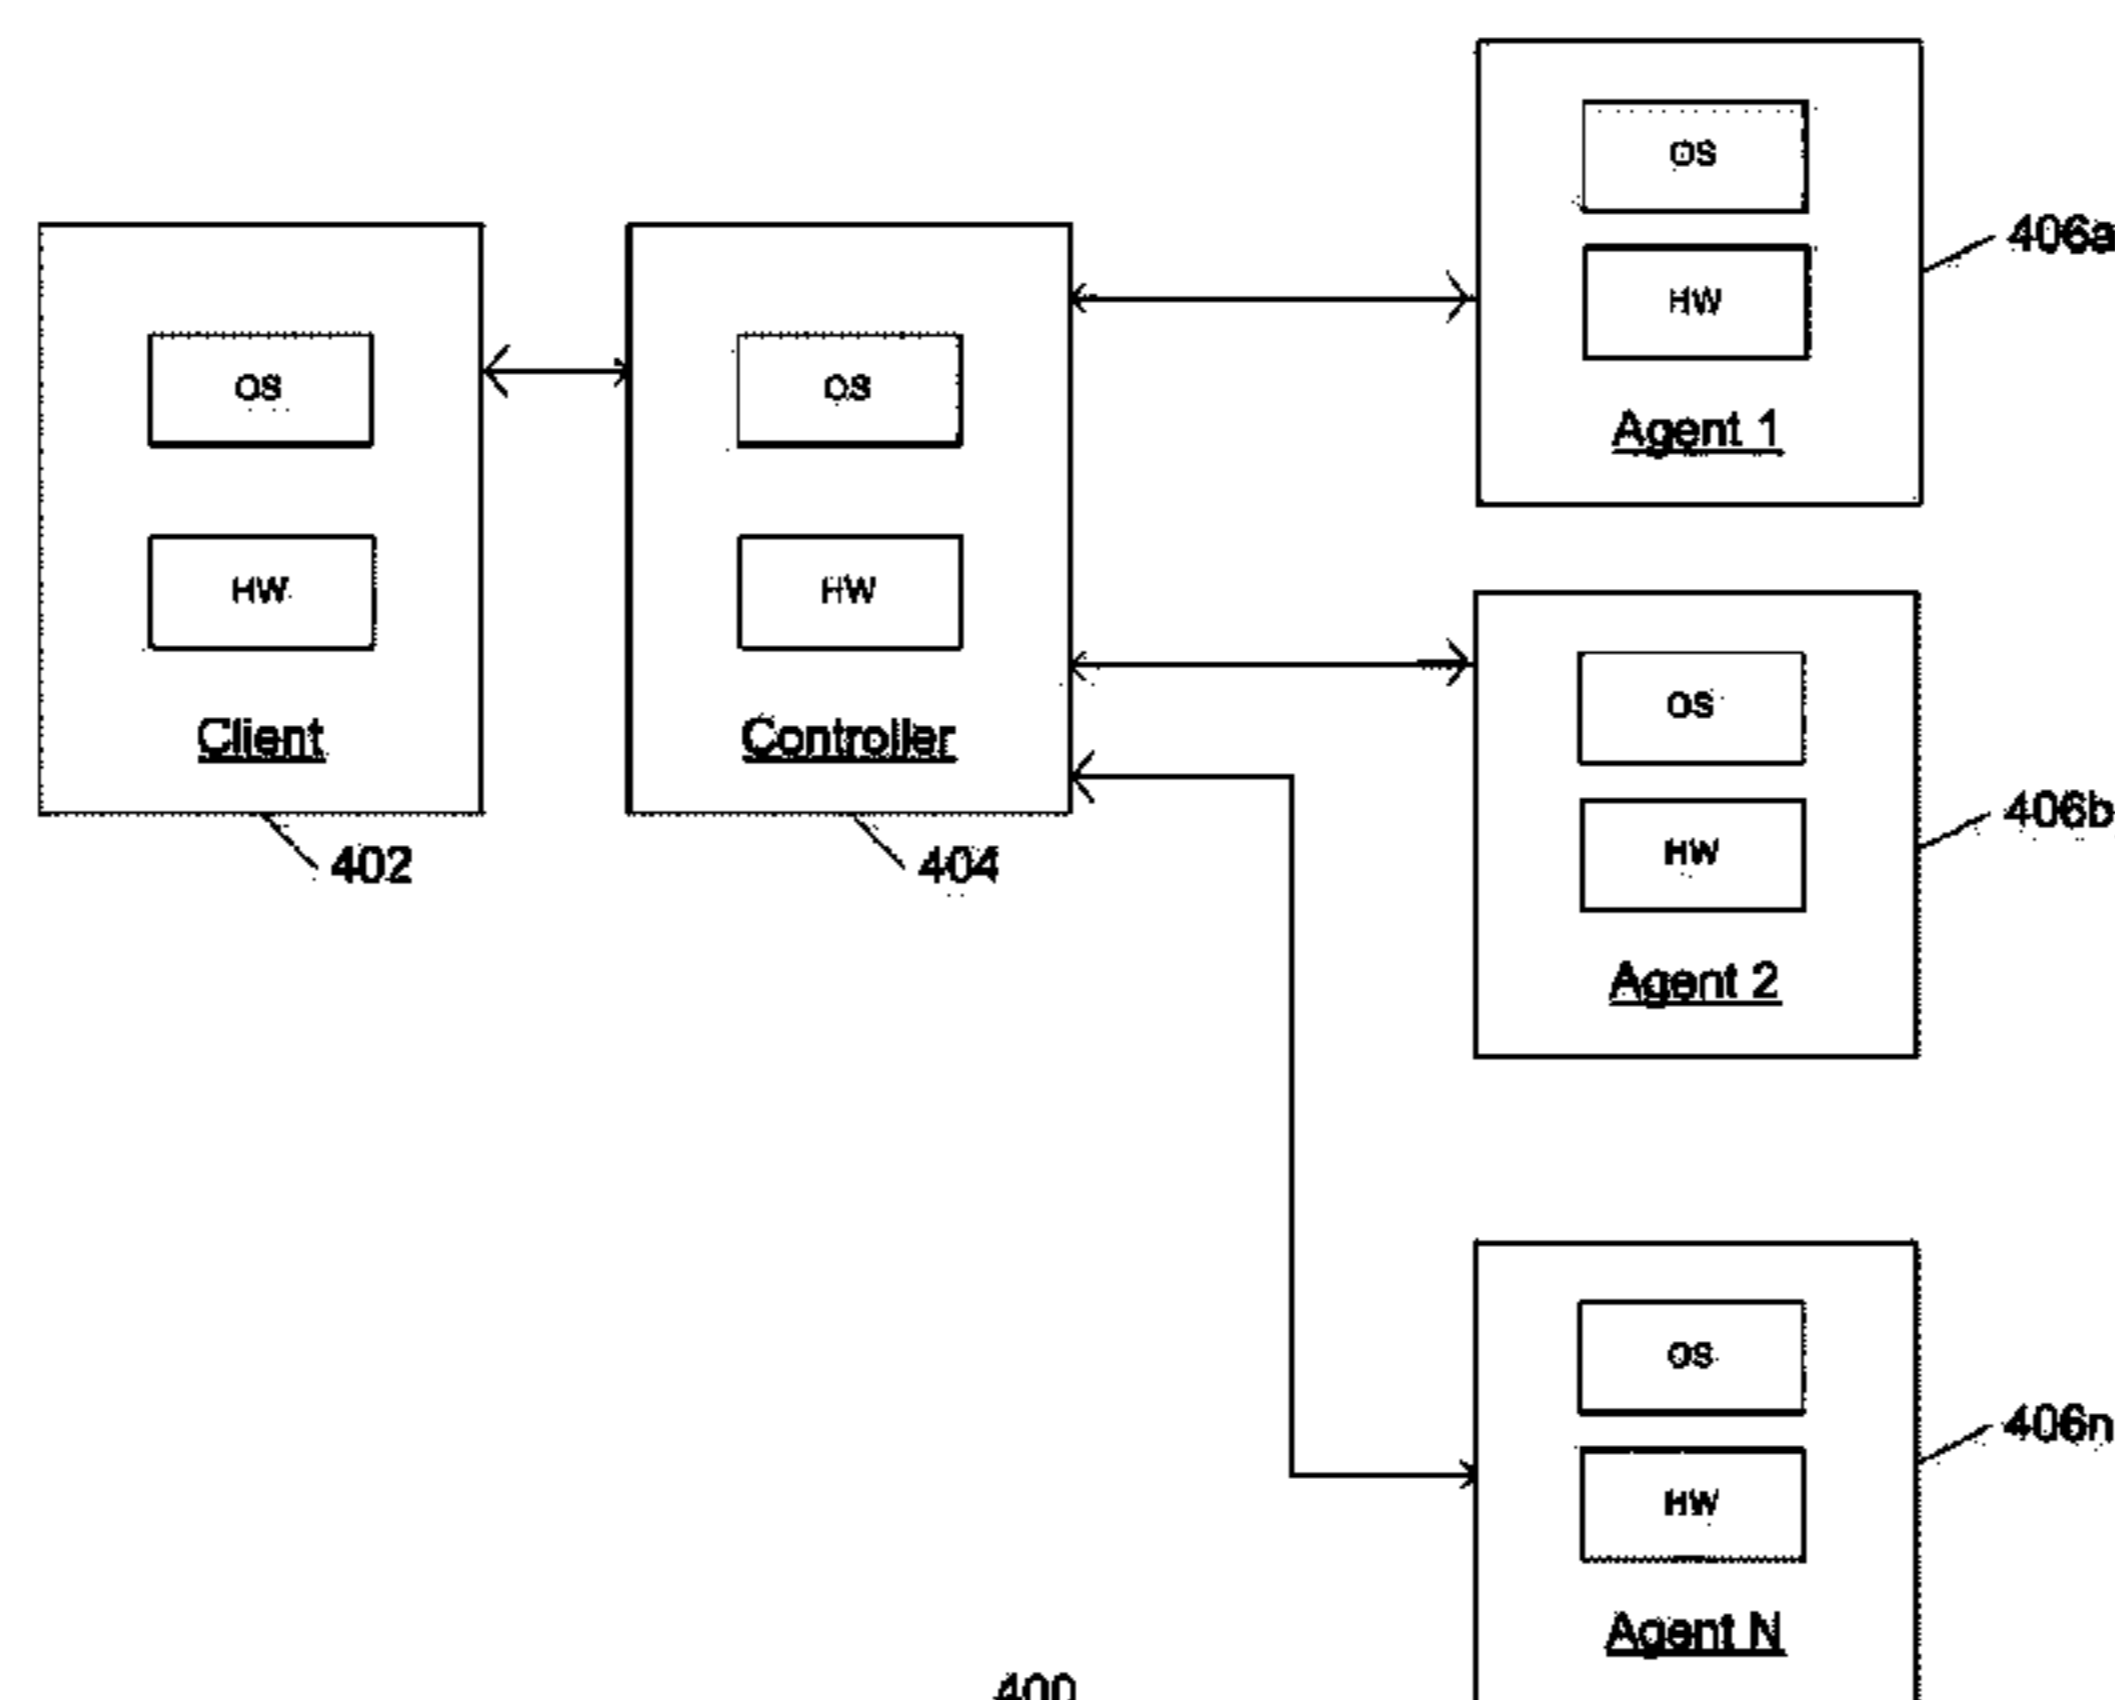 OS
HW
Client
402
OS
HW
Controller
404
OS
HW
Agent 1
406a
OS
HW
Agent 2
406b
OS
HW
Agent N
406n
400